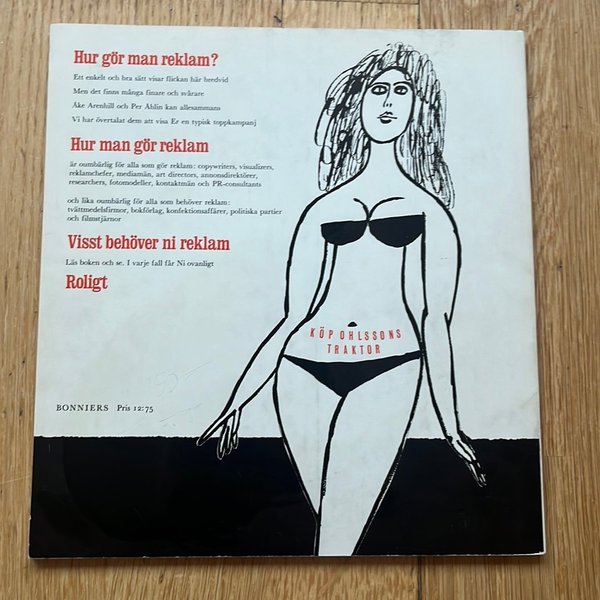 Hur gör man reklam?
Ett enkelt och bra sätt visar flickan här bredvid
Men det finns många finare och svårare
Åke Arenhill och Per Åhlin kan allesammans
Vi har övertalat dem att visa Er en typisk toppkampanj
Hur man gör reklam
är oumbärlig för alla som gör reklam: copywriters, visualizers,
reklamchefer, mediamän, art directors, annonsdirektörer,
researchers, fotomodeller, kontaktmän och PR-consultants
och lika oumbärlig för alla som behöver reklam:
tvättmedelsfirmor, bokförlag, konfektionsaffärer, politiska partier
och filmstjärnor
Visst behöver ni reklam
Läs boken och se. I varje fall får Ni ovanligt
Roligt
KÖP OHLSSONS
TRAKTOR
BONNIERS Pris 12:75